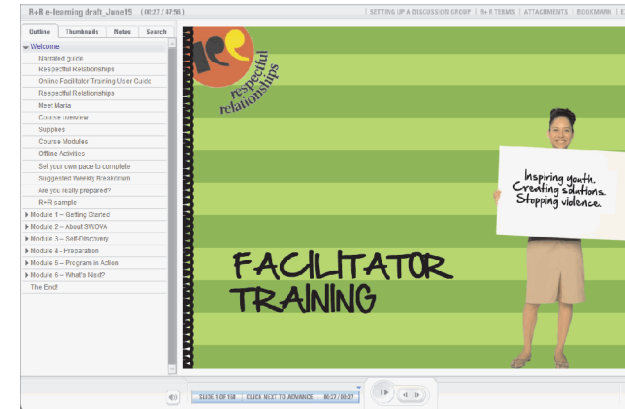 R+R e-learning draft_June15 (00:27 / 47:56)
SETTING UP A DISCUSSION GROUP | R+R TERMS | ATTACHMENTS | BOOKMARK |
Outline Thumbnails Notes Search
Welcome
Narrated guide
Respectful Relationships
Online Facilitator Training User Guide
Respectful Relationships
Meet Maria
Course overview
Supplies
Course Modules
Offline Activities
Set your own pace to complete
Suggested Weekly Breakdown
Are you really prepared?
R+R sample
Module 1 – Getting Started
Module 2 – About SWOVA
Module 3 – Self-Discovery
Module 4 - Preparation
Module 5 – Program in Action
Module 6 – What's Next?
The End!
respectful
relationships
Inspiring youth.
Creating solutions.
Stopping violence.
FACILITATOR
TRAINING
SLIDE 1 OF 168 | CLICK NEXT TO ADVANCE 00:27 / 00:27